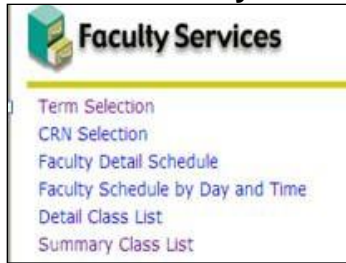 Faculty Services
Term Selection
CRN Selection
Faculty Detail Schedule
Faculty Schedule by Day and Time
Detail Class List
Summary Class List